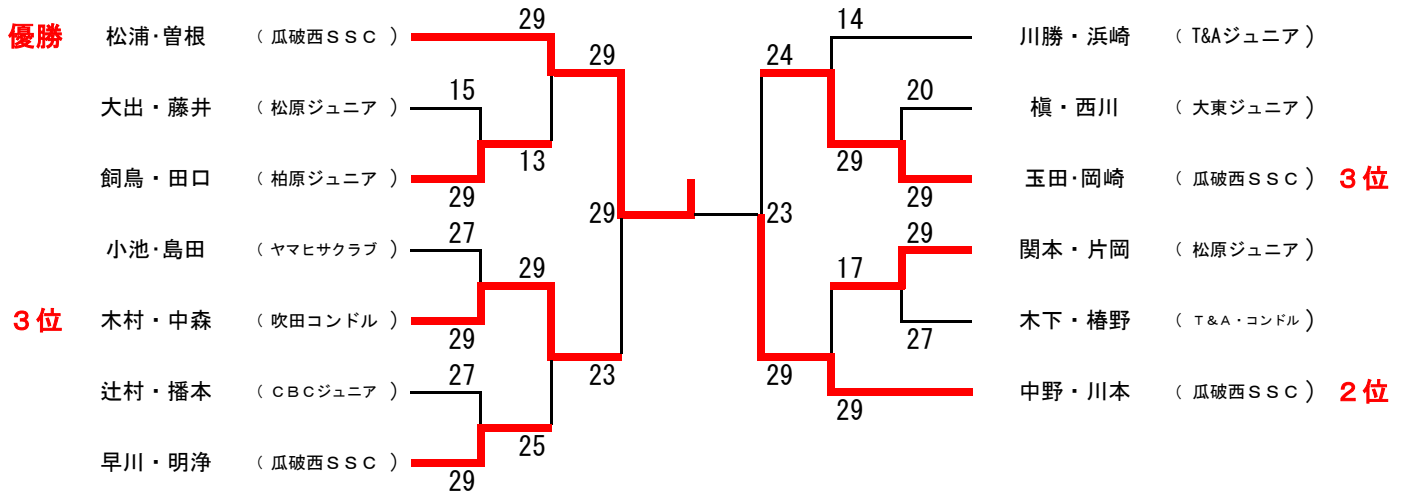 29 14
優勝 松浦・曽根 ( 瓜破西ＳＳＣ ) 川勝・浜崎 ( T&Aジュニア )
29 24
15 20
大出・藤井 ( 松原ジュニア ) 槇・西川 ( 大東ジュニア )
13 29
飼鳥・田口 ( 柏原ジュニア ) 玉田・岡崎 ( 瓜破西ＳＳＣ ) ３位
29 29
29 23
27 29
小池・島田 ( ヤマヒサクラブ ) 関本・片岡 ( 松原ジュニア )
29 17
３位 木村・中森 ( 吹田コンドル ) 木下・椿野 ( Ｔ＆Ａ・コンドル )
29 27
27 23 29
辻村・播本 ( ＣＢＣジュニア ) 中野・川本 ( 瓜破西ＳＳＣ ) ２位
29
25
早川・明浄 ( 瓜破西ＳＳＣ )
29